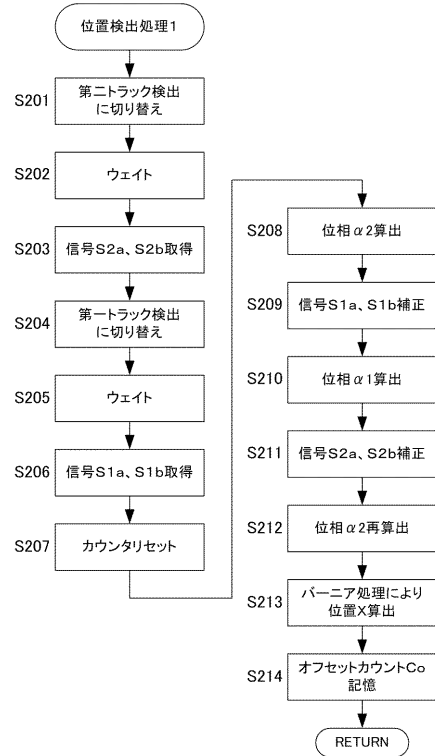 位置検出処理1
S201
第二トラック検出
に切り替え
S202
ウェイト
S203
信号S2a、S2b取得
S204
第一トラック検出
に切り替え
S205
ウェイト
S206
信号S1a、S1b取得
S207
カウンタリセット
S208
位相α2算出
S209
信号S1a、S1b補正
S210
位相α1算出
S211
信号S2a、S2b補正
S212
位相α2再算出
S213
バーニア処理により
位置X算出
S214
オフセットカウントCo
記憶
RETURN